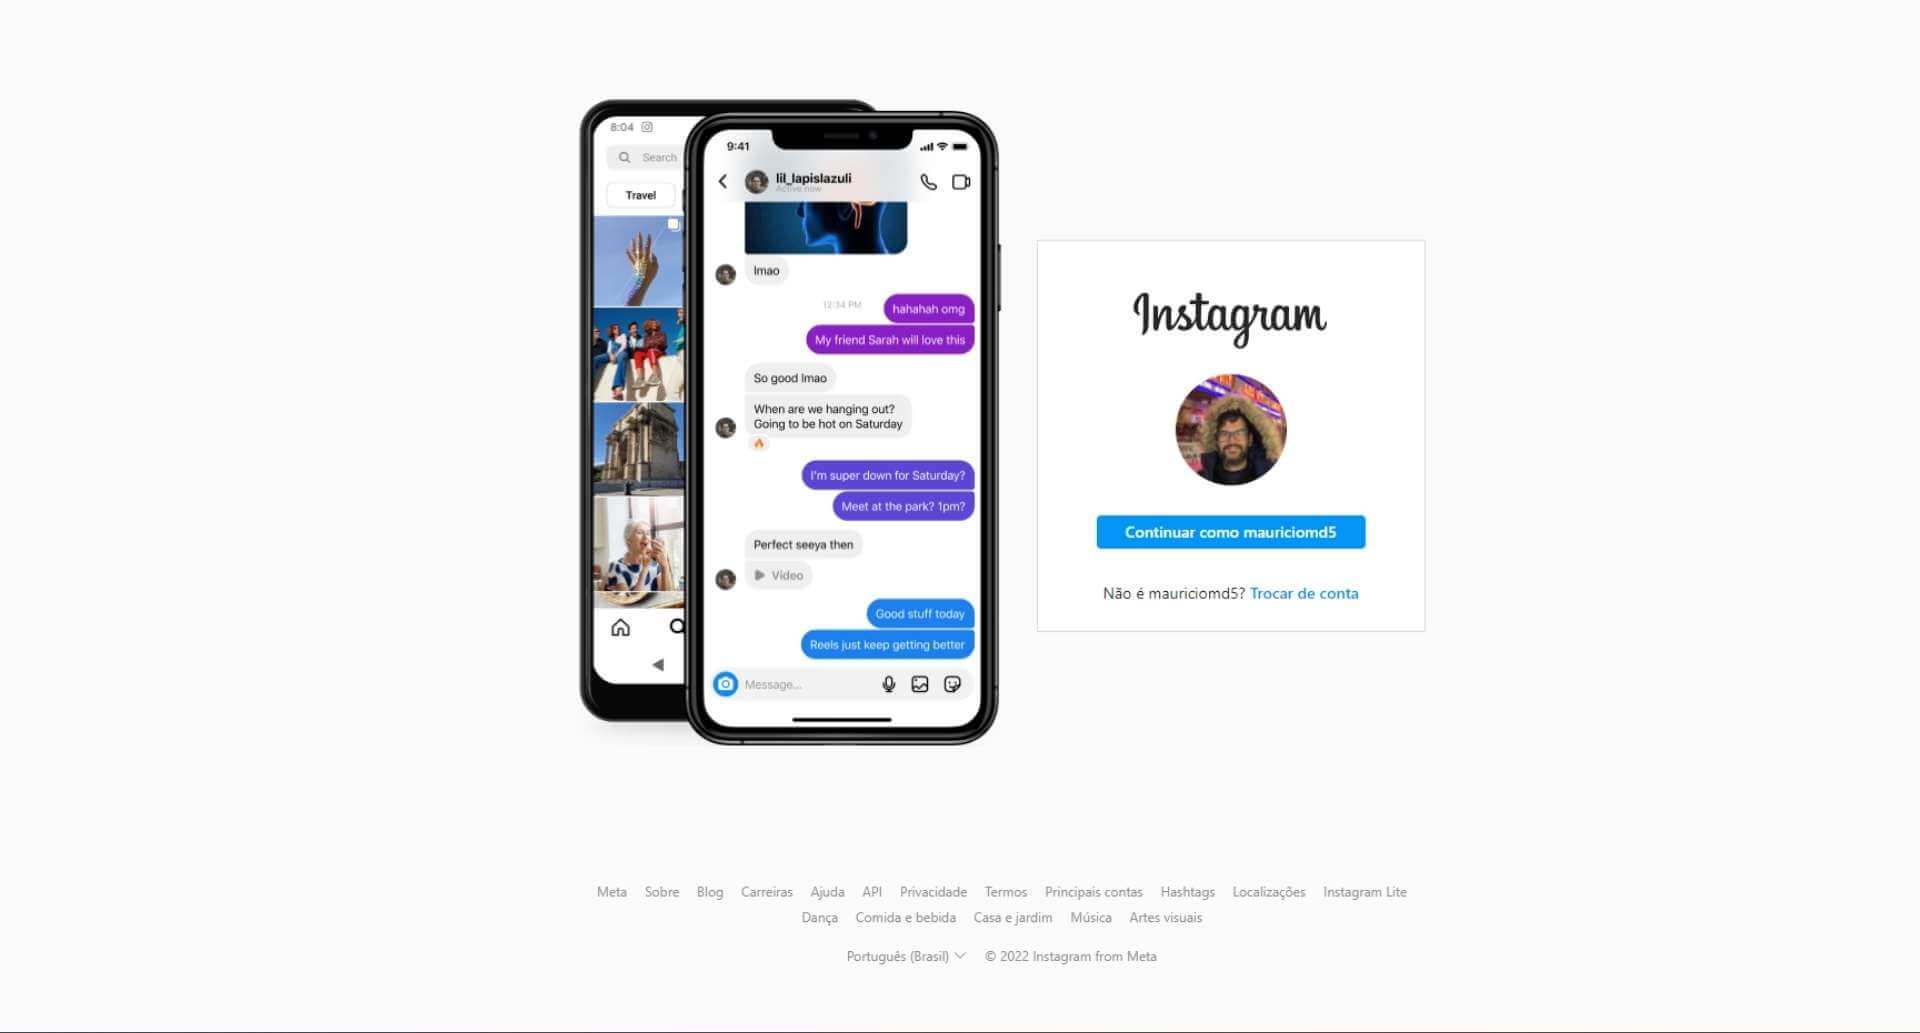 8:04
Search
Travel
9:41
lil_lapislazuli
Active now
lmao
12:34 PM
hahahah omg
My friend Sarah will love this
So good lmao
When are we hanging out?
Going to be hot on Saturday
I'm super down for Saturday?
Meet at the park? 1pm?
Perfect seeya then
Video
Good stuff today
Reels just keep getting better
Message...
Instagram
Continuar como mauriciomd5
Não é mauriciomd5? Trocar de conta
Meta Sobre Blog Carreiras Ajuda API Privacidade Termos Principais contas Hashtags Localizações Instagram Lite
Dança Comida e bebida Casa e jardim Música Artes visuais
Português (Brasil) © 2022 Instagram from Meta